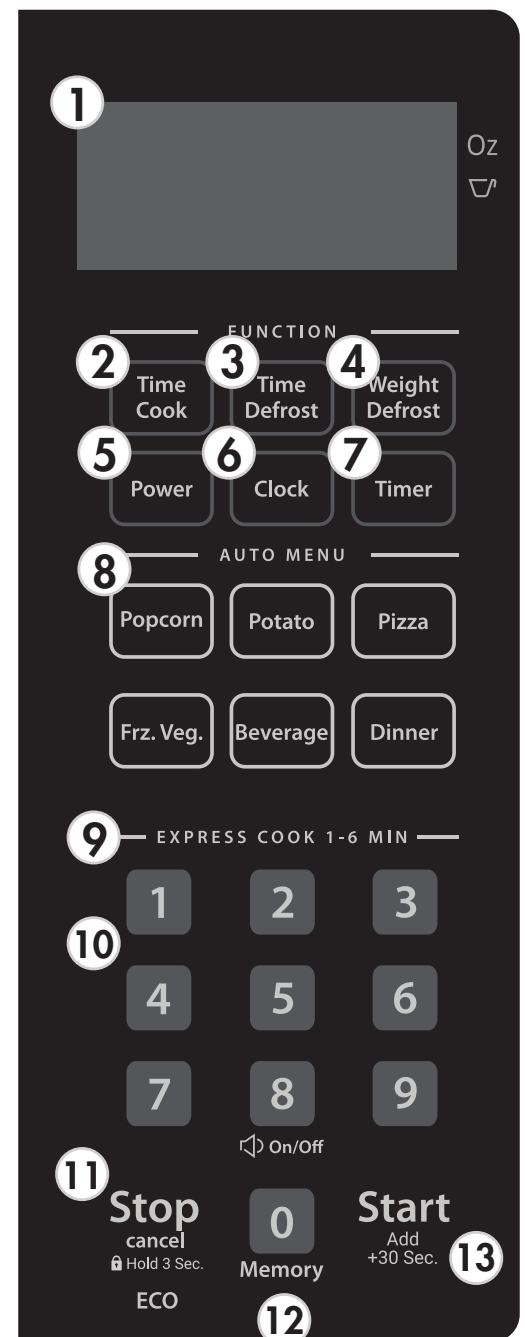 1
Oz
FUNCTION
2 3 4
Time Cook
Time Defrost
Weight Defrost
5 6 7
Power Clock Timer
8 AUTO MENU
Popcorn Potato Pizza
Frz. Veg. Beverage Dinner
9 EXPRESS COOK 1-6 MIN
1 2 3
10
4 5 6
7 8 9
On/Off
11
Stop
cancel
Hold 3 Sec.
ECO
0
Memory
12
Start
Add
+30 Sec.
13